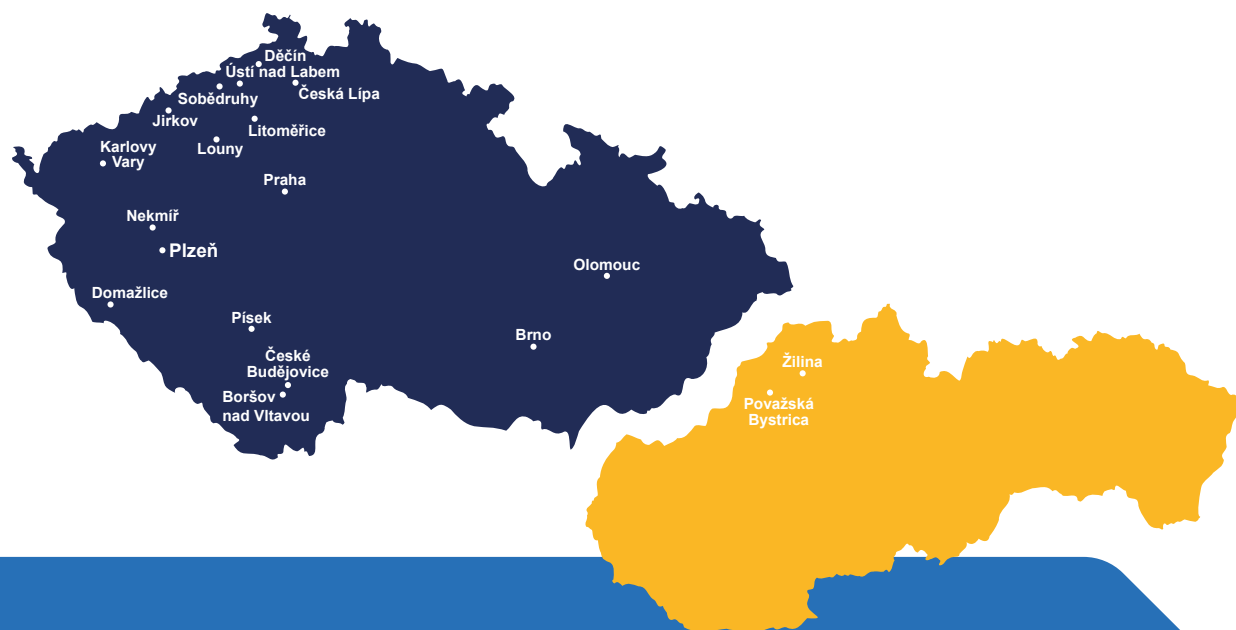 Děčín
Ústí nad Labem
Sobědruhy
Česká Lípa
Jirkov
Litoměřice
Karlovy
Vary
Louny
Praha
Nekmíř
Plzeň
Olomouc
Domažlice
Písek
Brno
České
Budějovice
Boršov
nad Vltavou
Žilina
Považská
Bystrica